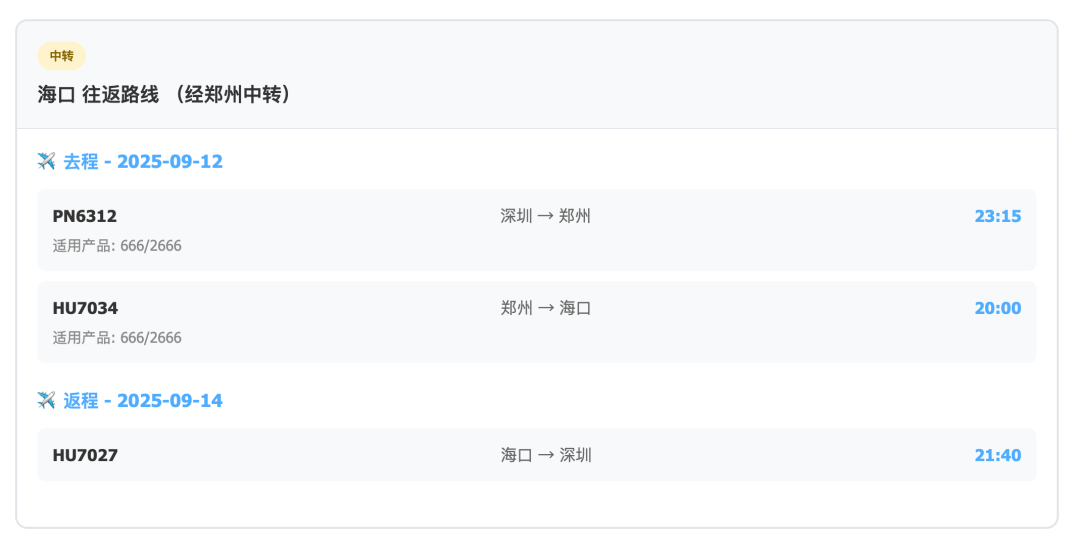 中转
海口 往返路线 （经郑州中转）
✈️ 去程 - 2025-09-12
PN6312 深圳 → 郑州 23:15
适用产品: 666/2666
HU7034 郑州 → 海口 20:00
适用产品: 666/2666
✈️ 返程 - 2025-09-14
HU7027 海口 → 深圳 21:40